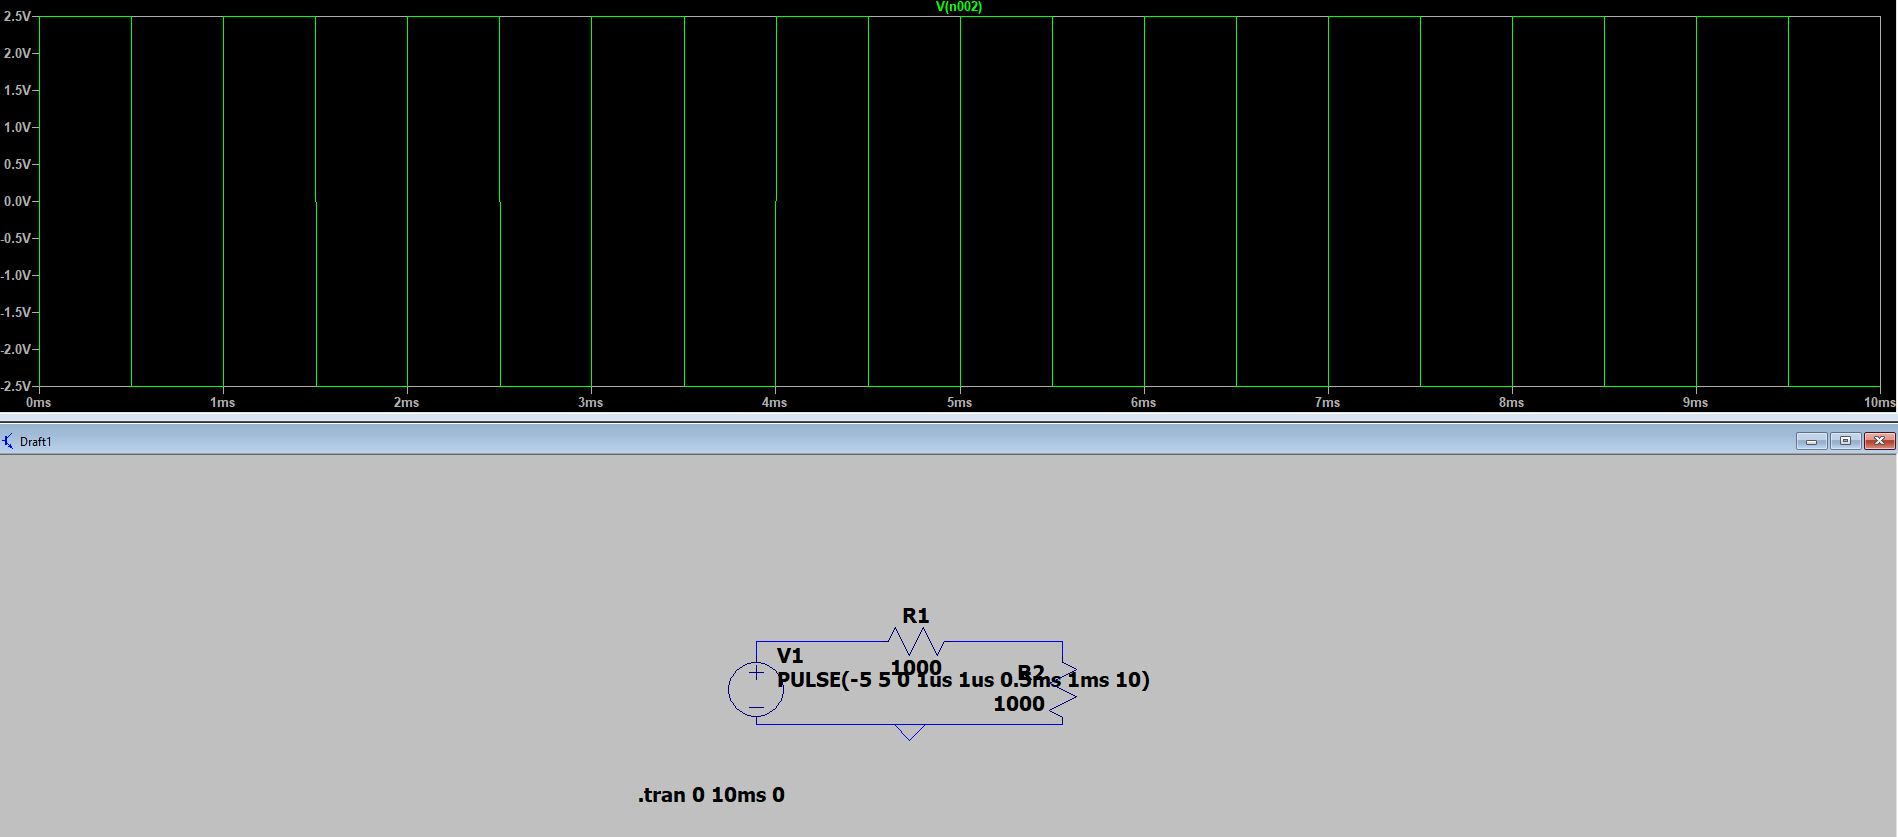 V(n002)
2.5V
2.0V
1.5V
1.0V
0.5V
0.0V
-0.5V
-1.0V
-1.5V
-2.0V
-2.5V
0ms 1ms 2ms 3ms 4ms 5ms 6ms 7ms 8ms 9ms 10ms
Draft1
R1
V1
1000
R2
PULSE(-5 5 0 1us 1us 0.5ms 1ms 10)
1000
.tran 0 10ms 0